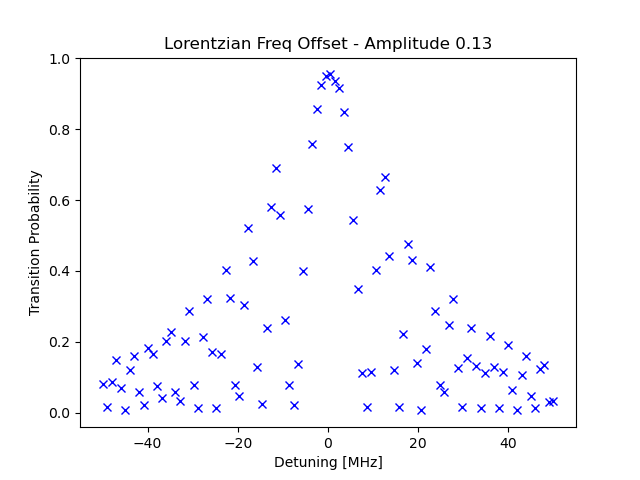 Lorentzian Freq Offset - Amplitude 0.13
Transition Probability
1.0
0.8
0.6
0.4
0.2
0.0
−40 −20 0 20 40
Detuning [MHz]